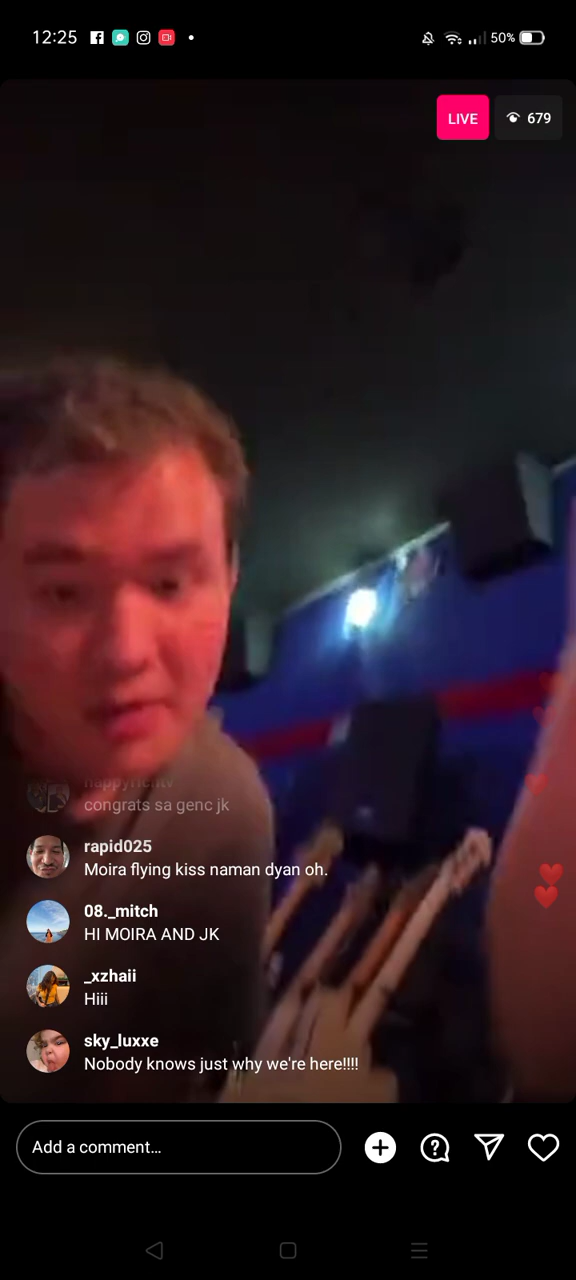 12:25
50%
LIVE
679
happyrichtv
congrats sa genc jk
rapid025
Moira flying kiss naman dyan oh.
08._mitch
HI MOIRA AND JK
_xzhaii
Hiii
sky_luxxe
Nobody knows just why we're here!!!!
Add a comment...